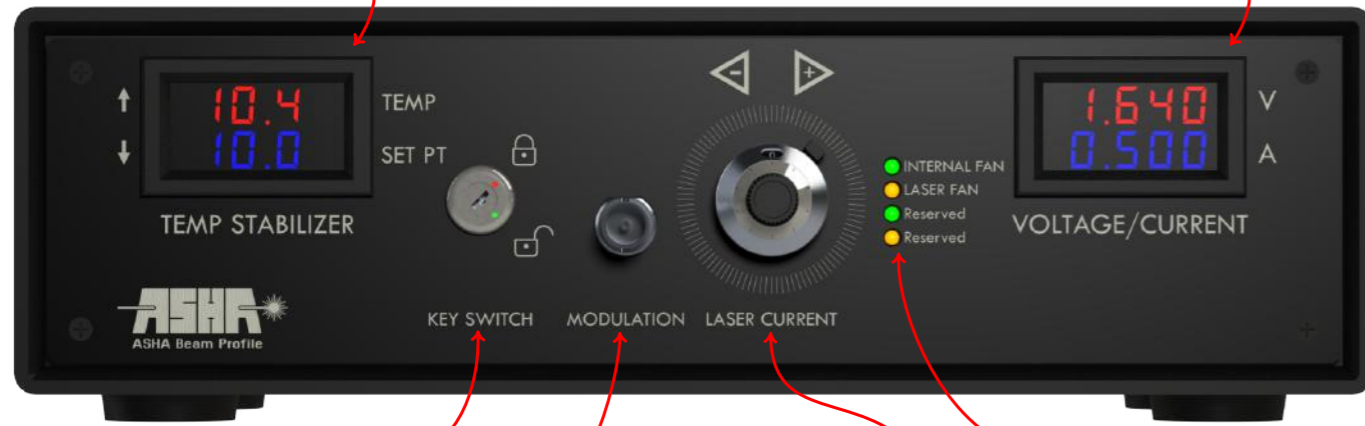 10.4 TEMP
10.0 SET PT
TEMP STABILIZER
- +
INTERNAL FAN
LASER FAN
Reserved
Reserved
1.640 V
0.500 A
VOLTAGE/CURRENT
KEY SWITCH
MODULATION
LASER CURRENT
ASHA
ASHA Beam Profile